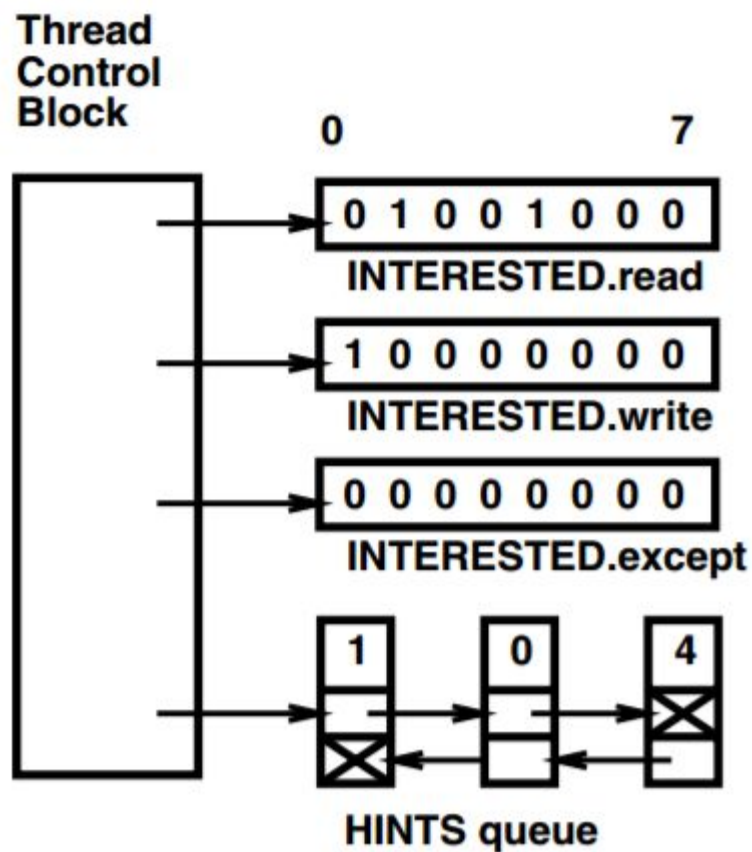 Thread
Control
Block
0 7
0 1 0 0 1 0 0 0
INTERESTED.read
1 0 0 0 0 0 0 0
INTERESTED.write
0 0 0 0 0 0 0 0
INTERESTED.except
1 0 4
HINTS queue